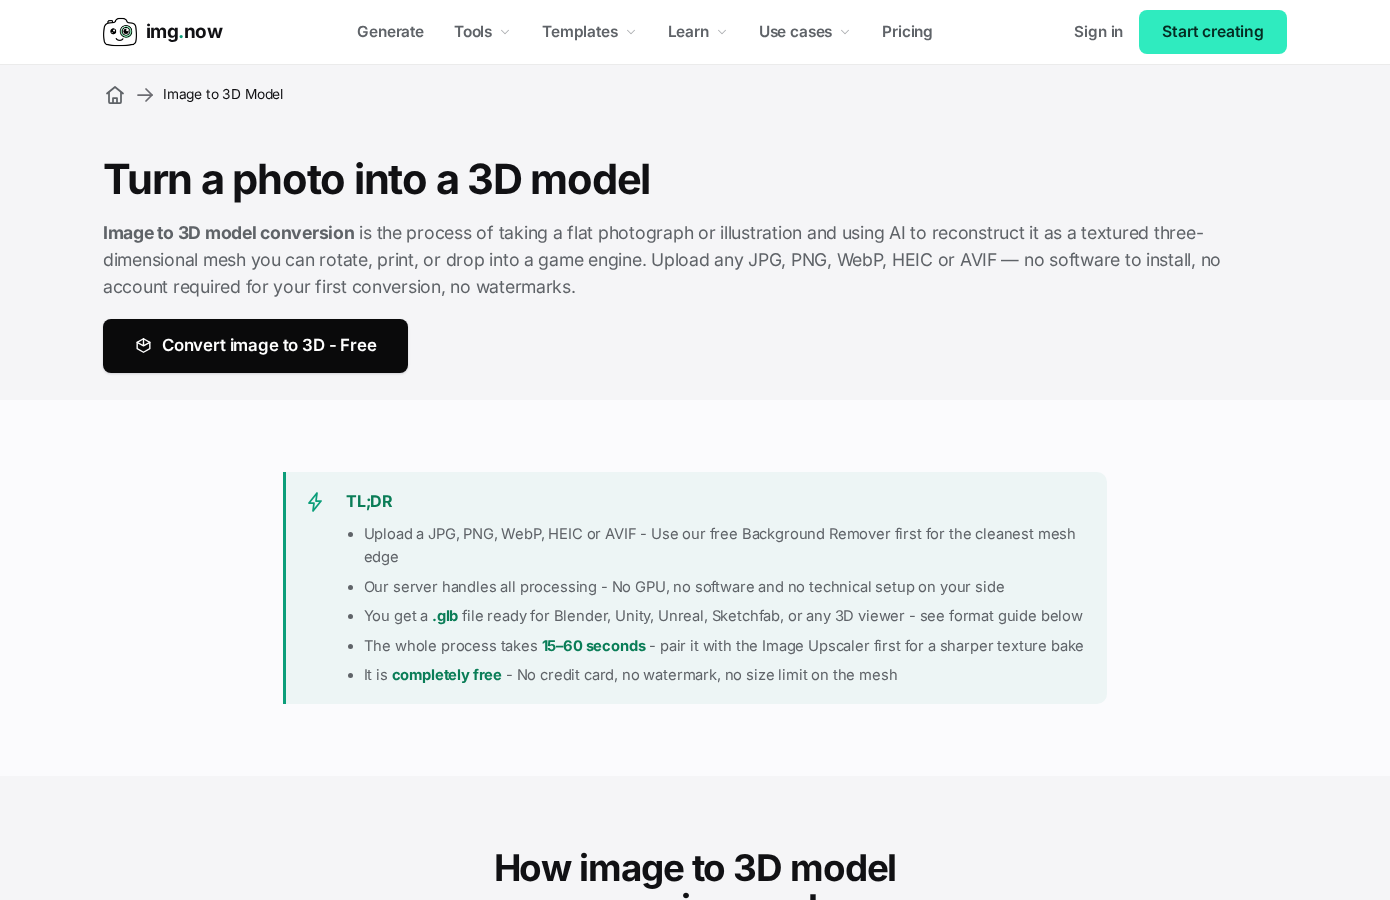 img.now
Generate
Tools
Templates
Learn
Use cases
Pricing
Sign in
Start creating
Image to 3D Model
Turn a photo into a 3D model
Image to 3D model conversion is the process of taking a flat photograph or illustration and using AI to reconstruct it as a textured three-
dimensional mesh you can rotate, print, or drop into a game engine. Upload any JPG, PNG, WebP, HEIC or AVIF — no software to install, no
account required for your first conversion, no watermarks.
Convert image to 3D - Free
TL;DR
Upload a JPG, PNG, WebP, HEIC or AVIF - Use our free Background Remover first for the cleanest mesh
edge
Our server handles all processing - No GPU, no software and no technical setup on your side
You get a .glb file ready for Blender, Unity, Unreal, Sketchfab, or any 3D viewer - see format guide below
The whole process takes 15–60 seconds - pair it with the Image Upscaler first for a sharper texture bake
It is completely free - No credit card, no watermark, no size limit on the mesh
How image to 3D model